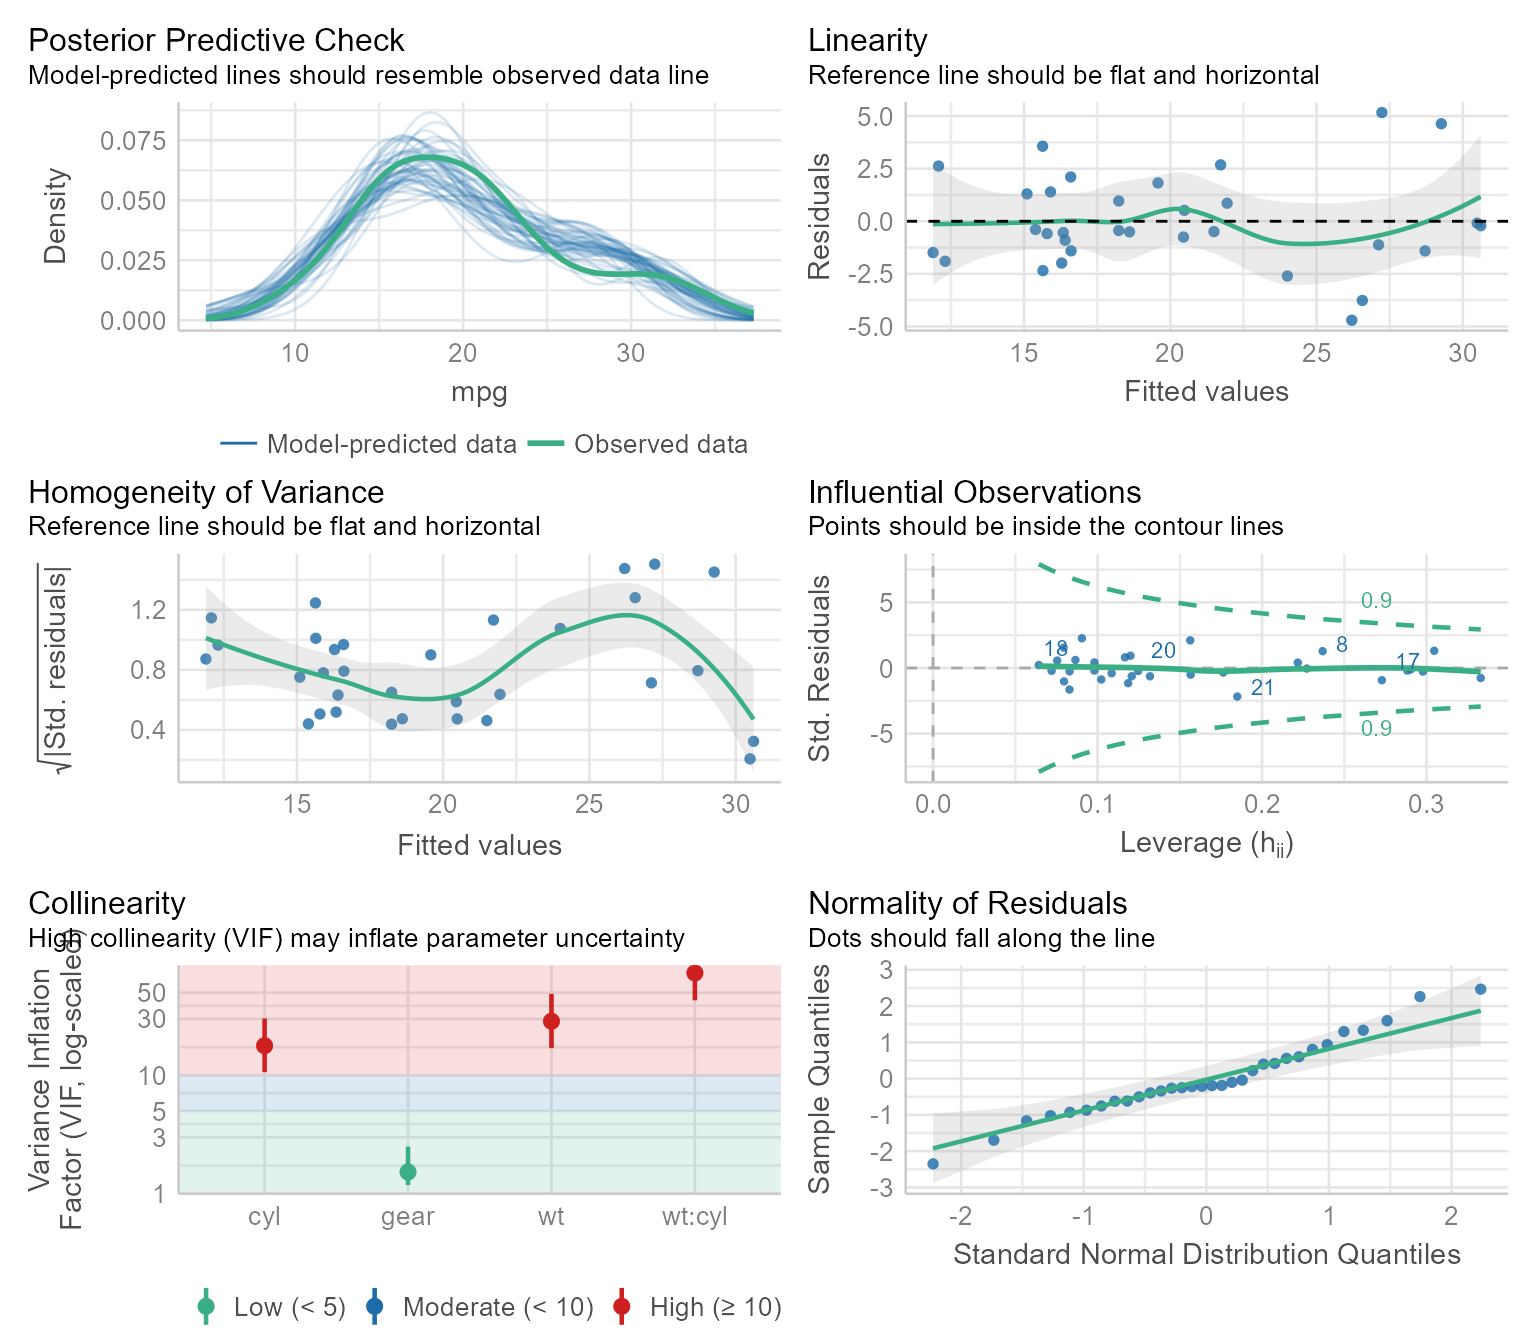 Posterior Predictive Check
Model-predicted lines should resemble observed data line
Density
0.075
0.050
0.025
0.000
10 20 30
mpg
Model-predicted data Observed data
Linearity
Reference line should be flat and horizontal
Residuals
5.0
2.5
0.0
-2.5
-5.0
15 20 25 30
Fitted values
Homogeneity of Variance
Reference line should be flat and horizontal
√|Std. residuals|
1.2
0.8
0.4
15 20 25 30
Fitted values
Influential Observations
Points should be inside the contour lines
Std. Residuals
5
0
-5
0.9
18 20 8 17
21
0.9
0.0 0.1 0.2 0.3
Leverage (hii)
Collinearity
High collinearity (VIF) may inflate parameter uncertainty
Variance Inflation
Factor (VIF, log-scaled)
50
30
10
5
3
1
cyl gear wt wt:cyl
Low (< 5) Moderate (< 10) High (≥ 10)
Normality of Residuals
Dots should fall along the line
Sample Quantiles
3
2
1
0
-1
-2
-3
-2 -1 0 1 2
Standard Normal Distribution Quantiles